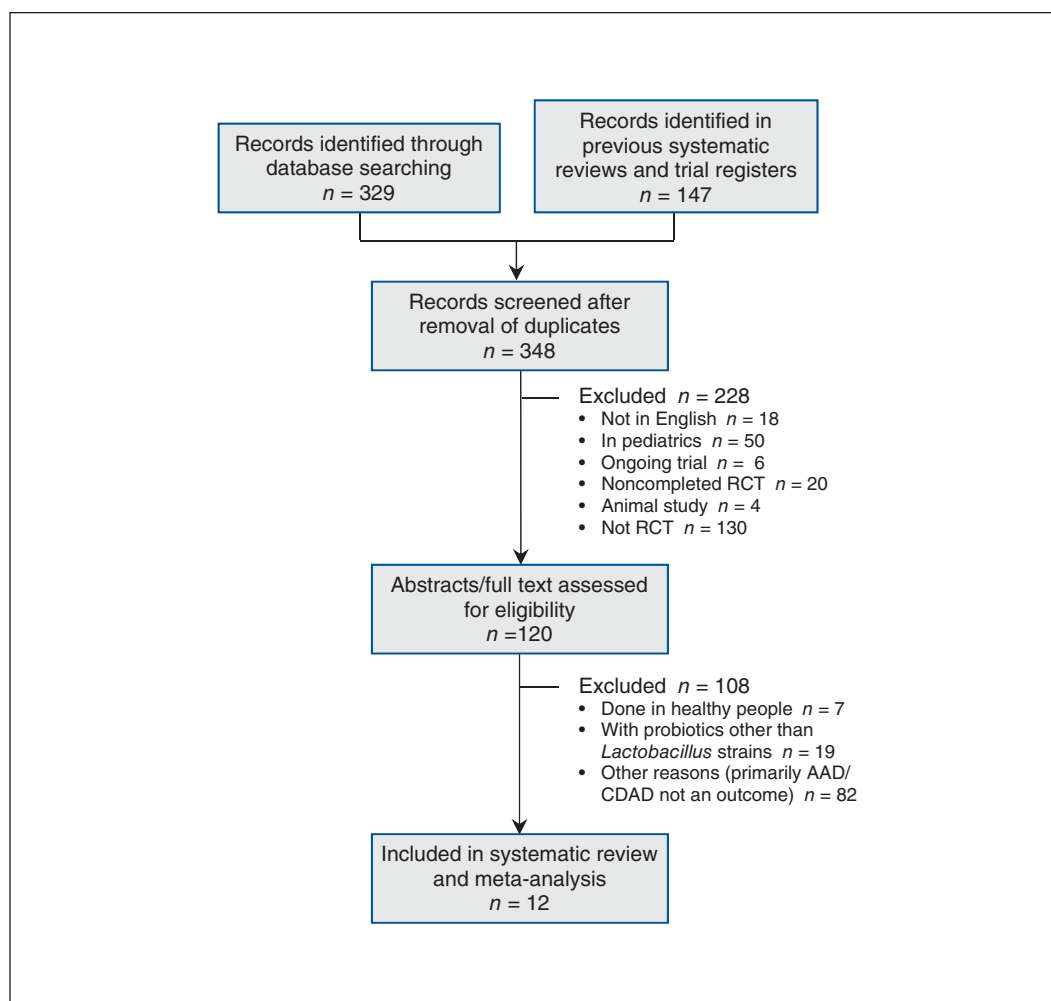 Records identified through
database searching
n = 329
Records identified in
previous systematic
reviews and trial registers
n = 147
Records screened after
removal of duplicates
n = 348
Excluded n = 228
• Not in English n = 18
• In pediatrics n = 50
• Ongoing trial n = 6
• Noncompleted RCT n = 20
• Animal study n = 4
• Not RCT n = 130
Abstracts/full text assessed
for eligibility
n =120
Excluded n = 108
• Done in healthy people n = 7
• With probiotics other than
Lactobacillus strains n = 19
• Other reasons (primarily AAD/
CDAD not an outcome) n = 82
Included in systematic review
and meta-analysis
n = 12